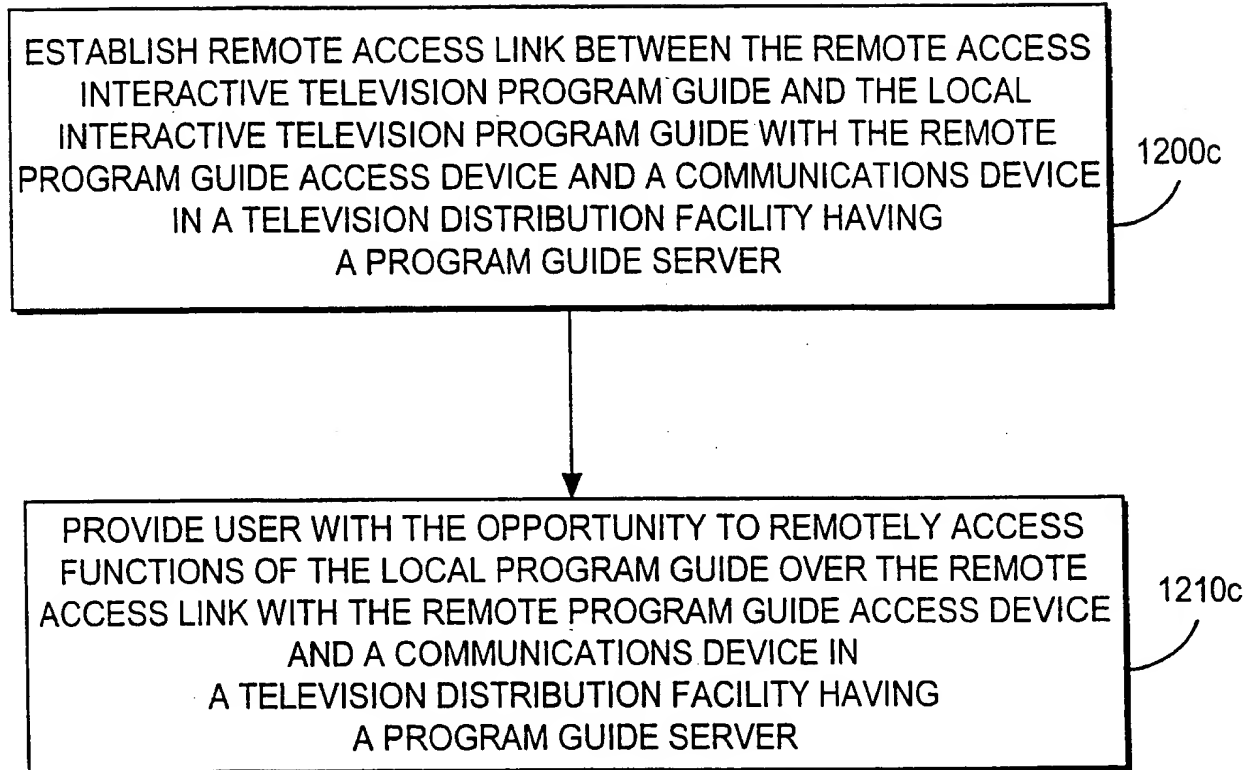 ESTABLISH REMOTE ACCESS LINK BETWEEN THE REMOTE ACCESS
INTERACTIVE TELEVISION PROGRAM GUIDE AND THE LOCAL
INTERACTIVE TELEVISION PROGRAM GUIDE WITH THE REMOTE
PROGRAM GUIDE ACCESS DEVICE AND A COMMUNICATIONS DEVICE
IN A TELEVISION DISTRIBUTION FACILITY HAVING
A PROGRAM GUIDE SERVER
1200c
PROVIDE USER WITH THE OPPORTUNITY TO REMOTELY ACCESS
FUNCTIONS OF THE LOCAL PROGRAM GUIDE OVER THE REMOTE
ACCESS LINK WITH THE REMOTE PROGRAM GUIDE ACCESS DEVICE
AND A COMMUNICATIONS DEVICE IN
A TELEVISION DISTRIBUTION FACILITY HAVING
A PROGRAM GUIDE SERVER
1210c